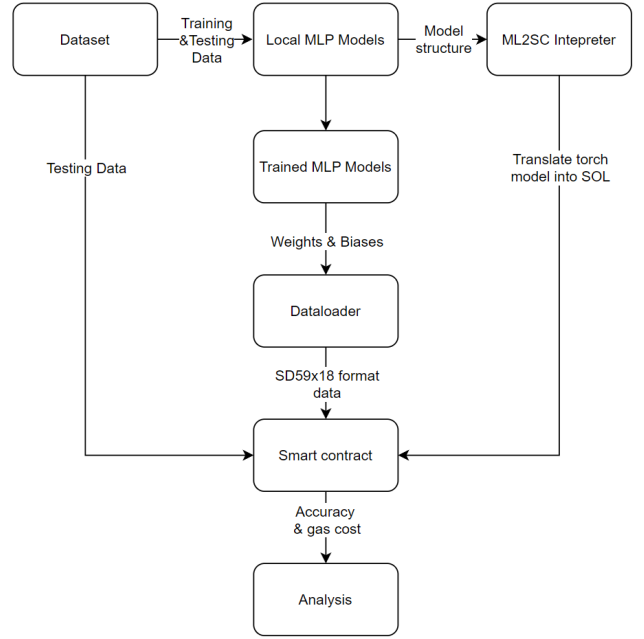 Dataset
Training
&Testing
Data
Local MLP Models
Model
structure
ML2SC Intepreter
Testing Data
Trained MLP Models
Translate torch
model into SOL
Weights & Biases
Dataloader
SD59x18 format
data
Smart contract
Accuracy
& gas cost
Analysis